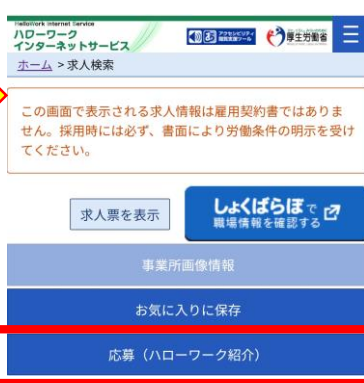 HelloWork Internet Service
ハローワーク
インターネットサービス
アクセシビリティ
閲覧支援ツール
厚生労働省
ホーム > 求人検索
この画面で表示される求人情報は雇用契約書ではありま
せん。採用時には必ず、書面により労働条件の明示を受け
てください。
求人票を表示
しょくばらぼで
職場情報を確認する
事業所画像情報
お気に入りに保存
応募（ハローワーク紹介）